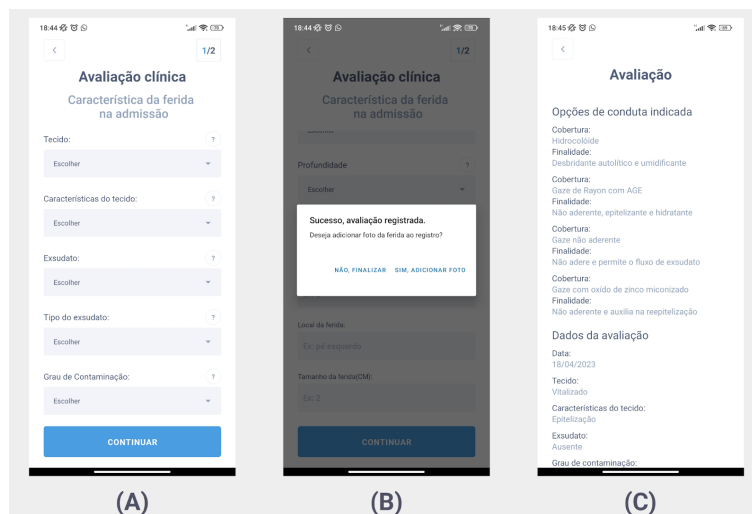 18:44
1/2
Avaliação clínica
Característica da ferida
na admissão
Tecido:
?
Escolher
Características do tecido:
?
Escolher
Exsudato:
?
Escolher
Tipo do exsudato:
?
Escolher
Grau de Contaminação:
?
Escolher
CONTINUAR
(A)
18:44
1/2
Avaliação clínica
Característica da ferida
na admissão
Profundidade
?
Escolher
Sucesso, avaliação registrada.
Deseja adicionar foto da ferida ao registro?
NÃO, FINALIZAR SIM, ADICIONAR FOTO
Local da ferida:
Ex: pé esquerdo
Tamanho da ferida(CM):
Ex: 2
CONTINUAR
(B)
18:45
Avaliação
Opções de conduta indicada
Cobertura:
Hidrocolóide
Finalidade:
Desbridante autolítico e umidificante
Cobertura:
Gaze de Rayon com AGE
Finalidade:
Não aderente, epitelizante e hidratante
Cobertura:
Gaze não aderente
Finalidade:
Não adere e permite o fluxo de exsudato
Cobertura:
Gaze com oxído de zinco miconizado
Finalidade:
Não aderente e auxilia na reepitelização
Dados da avaliação
Data:
18/04/2023
Tecido:
Vitalizado
Características do tecido:
Epitelização
Exsudato:
Ausente
Grau de contaminação:
(C)